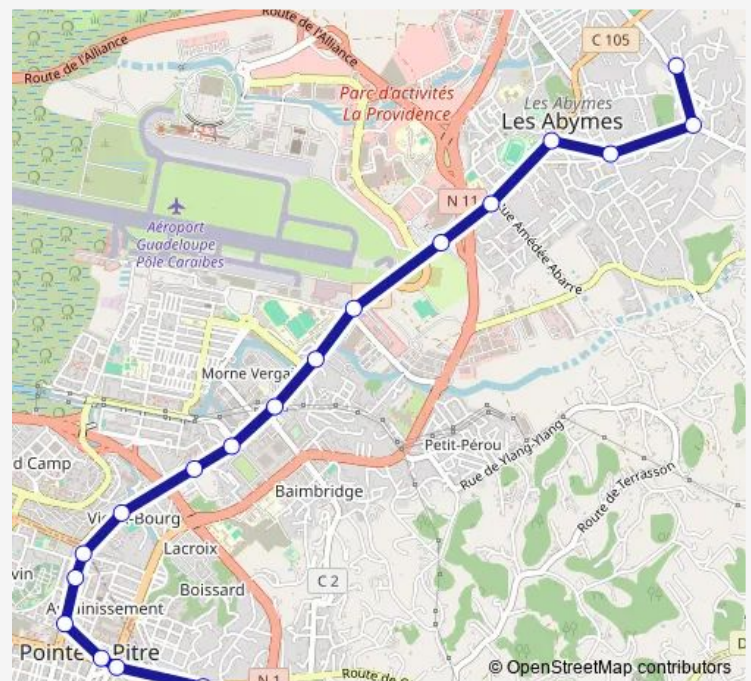 Route de l'Alliance
Route de l'Alliance
C 105
Parc d'activités
La Providence
Les Abymes
Les Abymes
N 11
Rue Amédée Abarre
Aéroport
Guadeloupe
Pôle Caraïbes
Morne Verga
Petit-Pérou
Rue de Ylang-Ylang
d Camp
Baimbridge
Route de Terrasson
Bourg
Lacroix
C 2
vin
Boissard
inissement
Pointe Pitre
N 1
Route de
D
© OpenStreetMap contributors